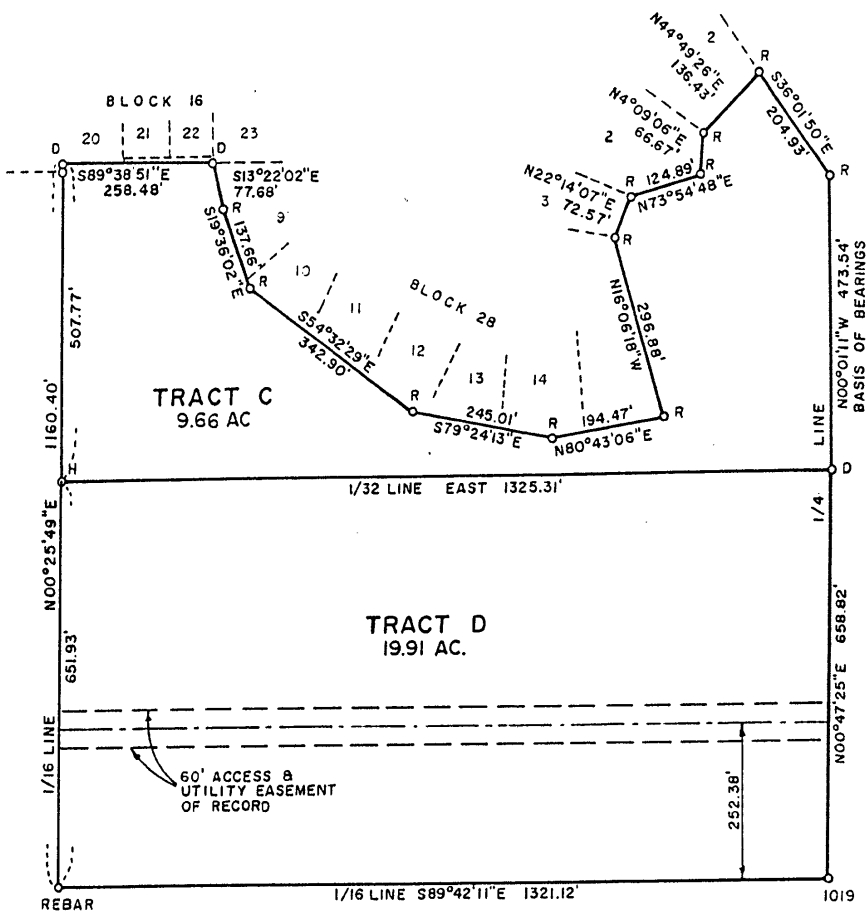 2
N44°49'26"E
136.43'
R
S36°01'50"E
204.93'
BLOCK 16
20 21 22 23
D
D
S89°38'51"E
258.48'
S13°22'02"E
77.68'
R
S19°36'02"E
137.66'
R
9
10
11
BLOCK 28
12
13
14
S54°32'29"E
342.90'
R
245.01'
S79°24'13"E
R
194.47'
N80°43'06"E
R
296.88'
N16°06'18"W
R
3
N22°14'07"E
72.57'
R
2
124.89'
N73°54'48"E
R
N4°09'06"E
66.67'
R
R
N00°01'11"W 473.54'
BASIS OF BEARINGS
507.77'
1160.40'
TRACT C
9.66 AC
H
1/32 LINE EAST 1325.31'
D
1/4 LINE
N00°25'49"E
651.93'
1/16 LINE
TRACT D
19.91 AC.
N00°47'25"E 658.82'
60' ACCESS &
UTILITY EASEMENT
OF RECORD
252.38'
REBAR
1/16 LINE S89°42'11"E 1321.12'
1019